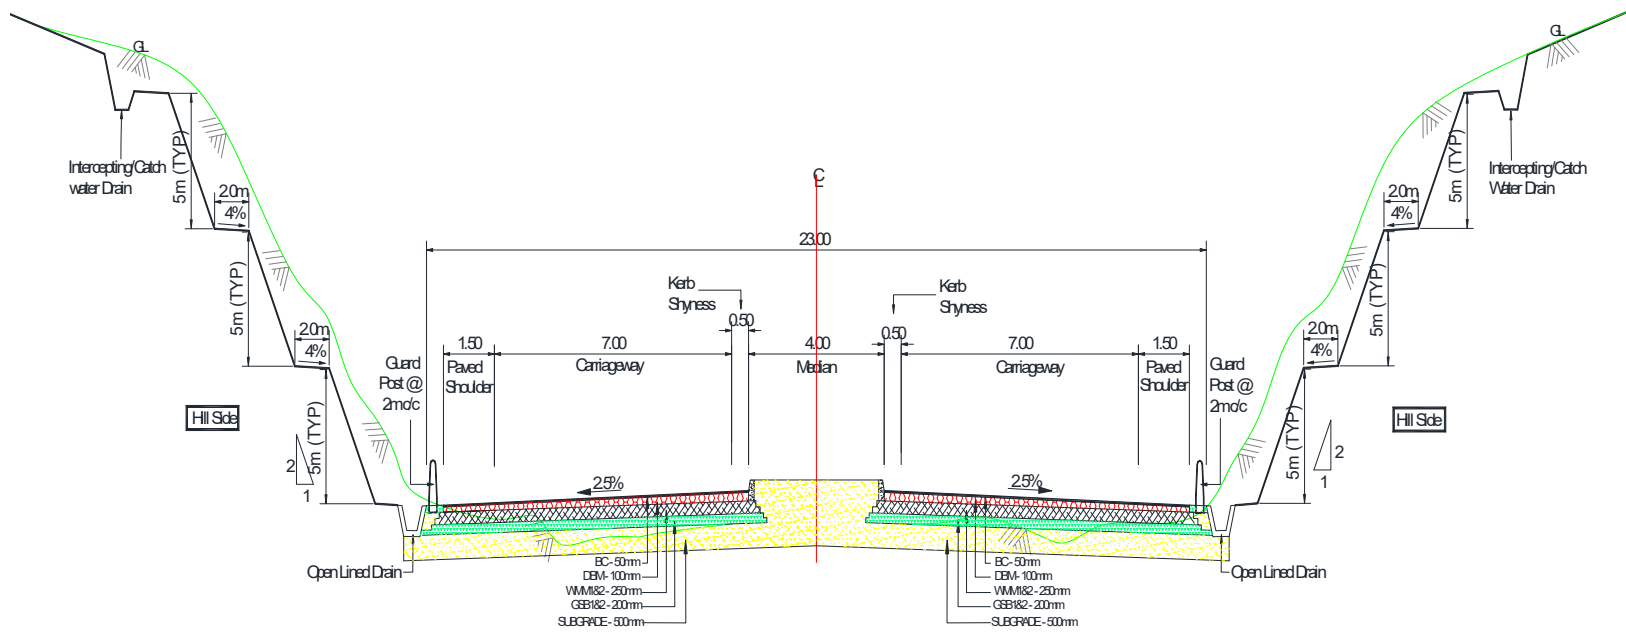 GL
GL
Intercepting/Catch
water Drain
5m (TYP)
2.0m
4%
5m (TYP)
2.0m
4%
5m (TYP)
Hill Side
2
1
CL
23.00
Kerb
Shyness
Kerb
Shyness
0.50
0.50
1.50
7.00
4.00
7.00
1.50
Paved
Shoulder
Carriageway
Median
Carriageway
Paved
Shoulder
Guard
Post @
2mc/c
Guard
Post @
2mc/c
2.5%
2.5%
Open Lined Drain
BC - 50mm
DBM - 100mm
WMM1&2 - 250mm
GSB1&2 - 200mm
SUBGRADE - 500mm
BC - 50mm
DBM - 100mm
WMM1&2 - 250mm
GSB1&2 - 200mm
SUBGRADE - 500mm
Open Lined Drain
5m (TYP)
Intercepting/Catch
Water Drain
2.0m
4%
5m (TYP)
2.0m
4%
5m (TYP)
Hill Side
2
1